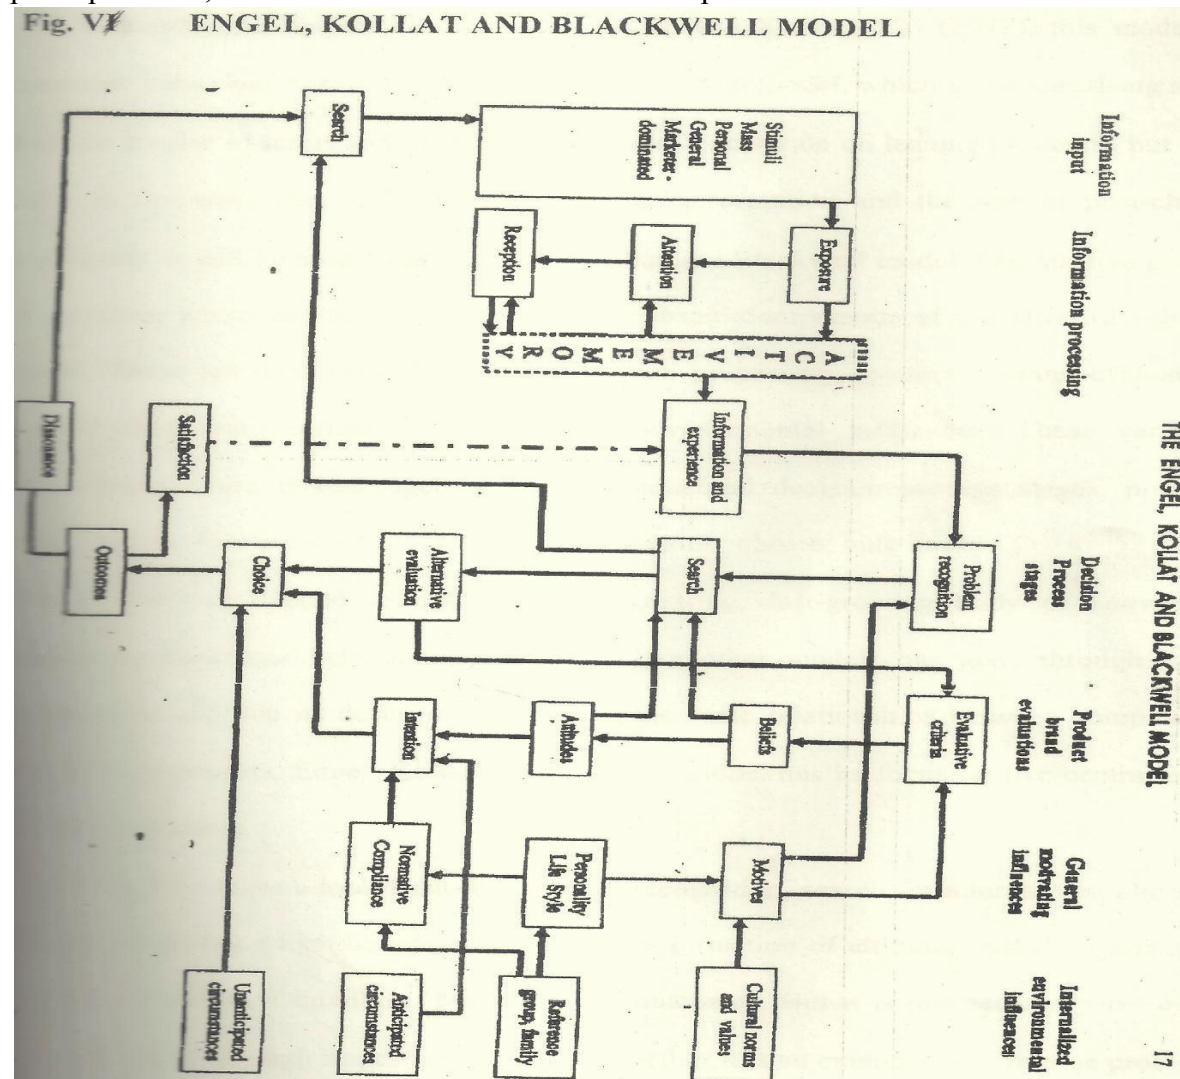 Fig. VI ENGEL, KOLLAT AND BLACKWELL MODEL
17
THE ENGEL, KOLLAT AND BLACKWELL MODEL
Information
input
Information processing
Decision
Process
stages
Product
brand
evaluations
General
motivating
influences
Internalized
environmental
influences
Stimuli
Mass
Personal
General
Marketer -
dominated
Exposure
Attention
Reception
ACTIVE MEMORY
Information and
experience
Problem
recognition
Search
Alternative
evaluation
Choice
Outcomes
Satisfaction
Dissonance
Search
Evaluative
criteria
Beliefs
Attitudes
Intention
Motives
Personality
Life Style
Normative
Compliance
Cultural norms
and values
Reference
group, family
Anticipated
circumstances
Unanticipated
circumstances